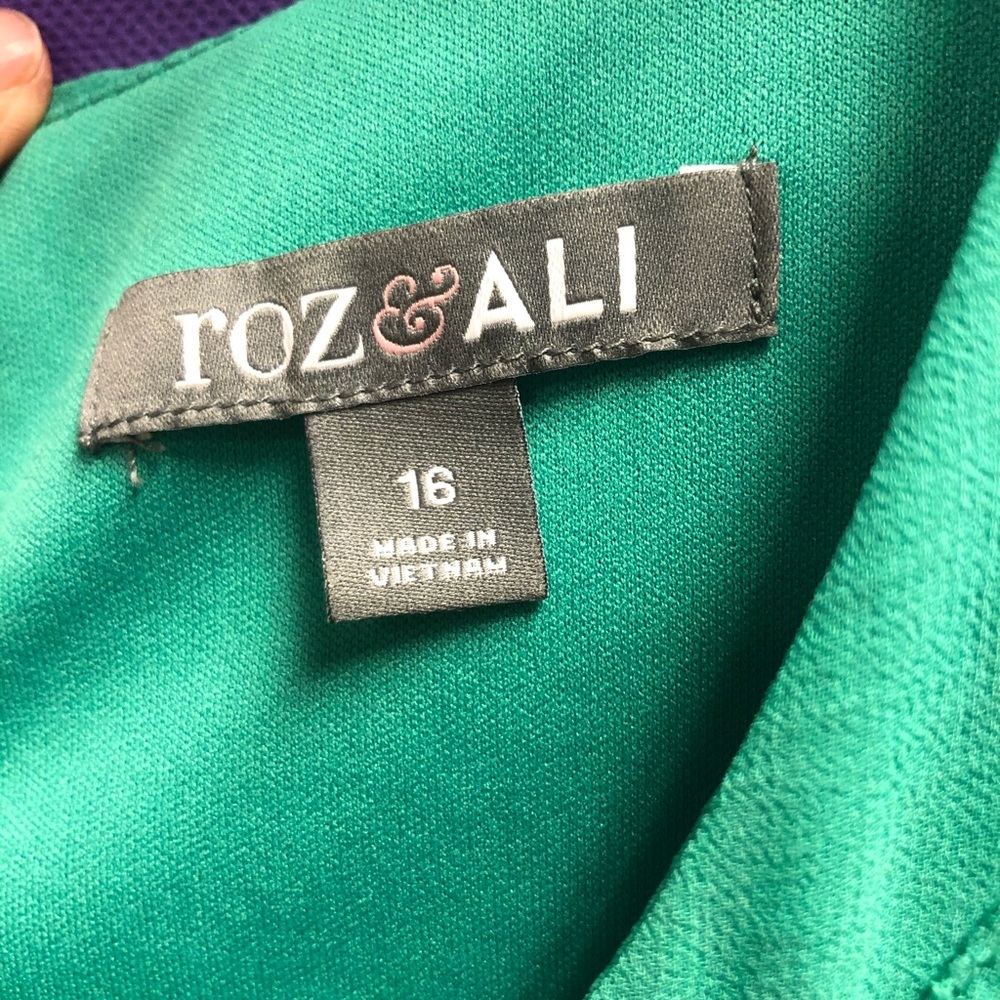 roz & ALI
16
MADE IN
VIETNAM